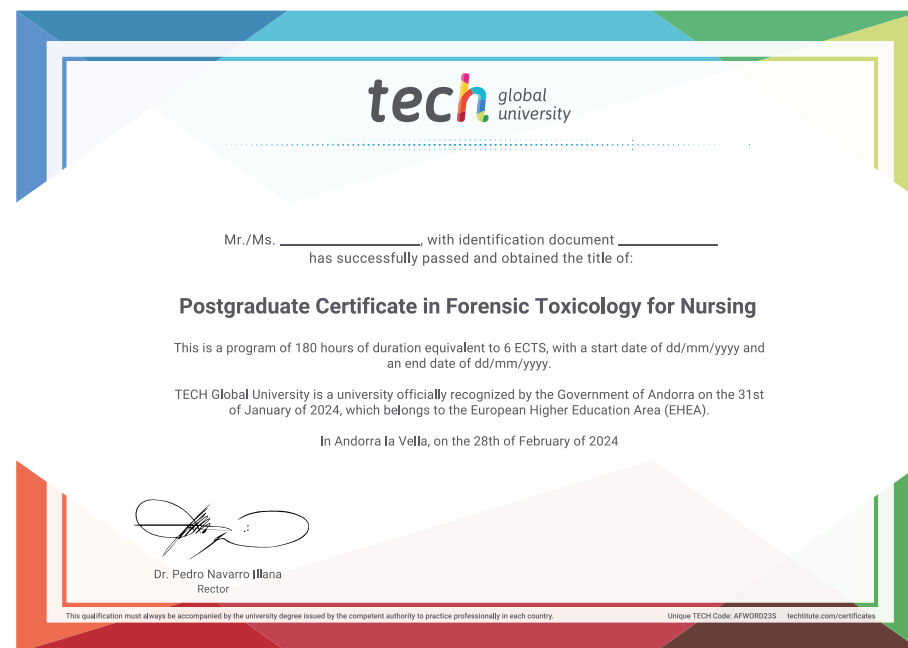 tech global university
Mr./Ms. ____________________, with identification document ______________
has successfully passed and obtained the title of:
Postgraduate Certificate in Forensic Toxicology for Nursing
This is a program of 180 hours of duration equivalent to 6 ECTS, with a start date of dd/mm/yyyy and
an end date of dd/mm/yyyy.
TECH Global University is a university officially recognized by the Government of Andorra on the 31st
of January of 2024, which belongs to the European Higher Education Area (EHEA).
In Andorra la Vella, on the 28th of February of 2024
Dr. Pedro Navarro Illana
Rector
This qualification must always be accompanied by the university degree issued by the competent authority to practice professionally in each country. Unique TECH Code: AFWORD23S techtitute.com/certificates